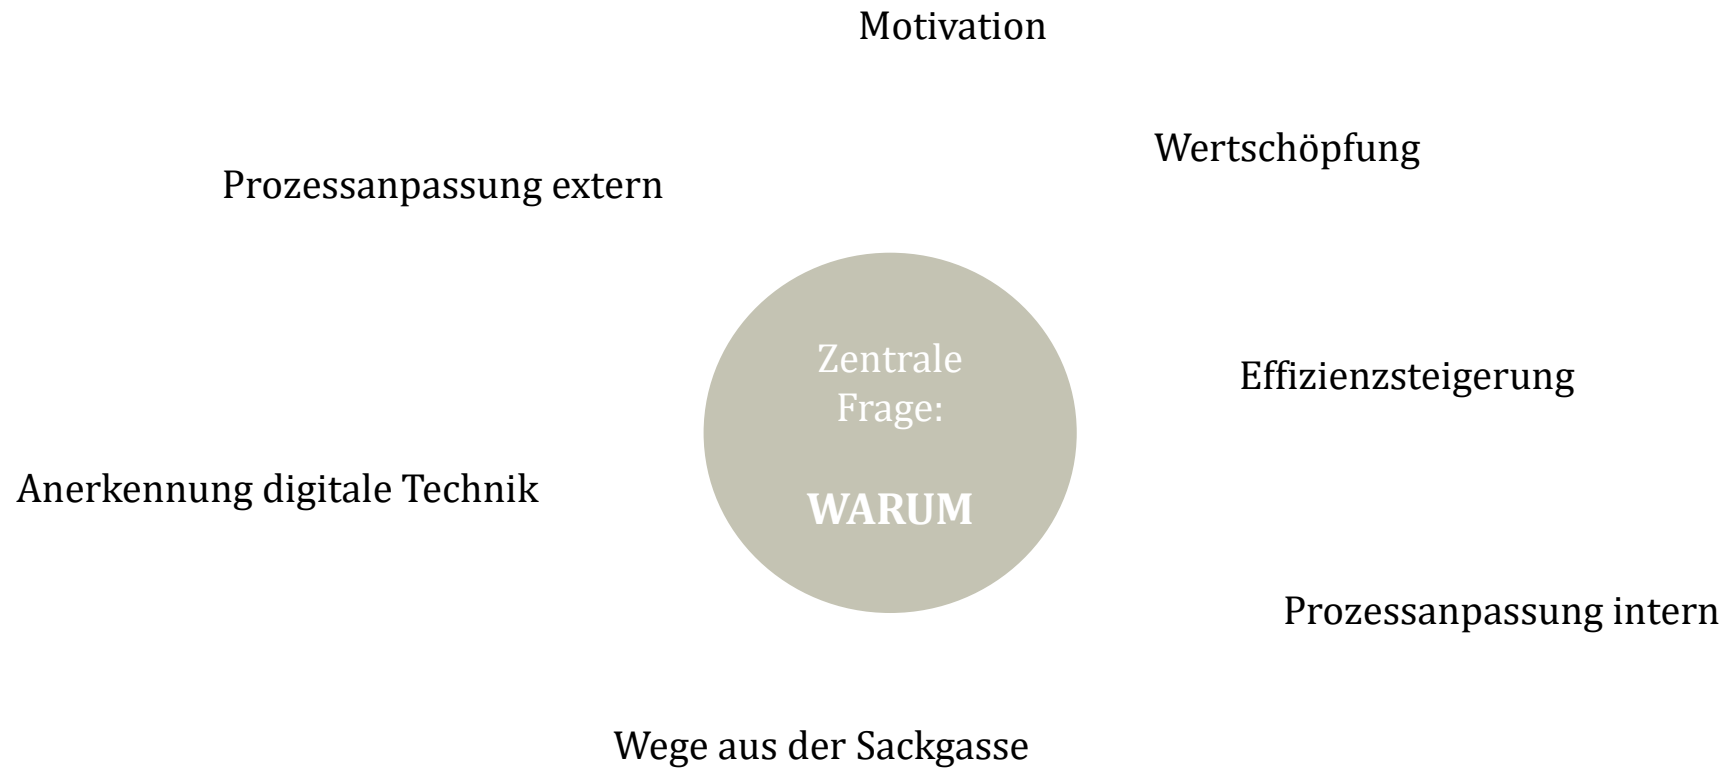 Motivation
Wertschöpfung
Prozessanpassung extern
Zentrale
Frage:
WARUM
Effizienzsteigerung
Anerkennung digitale Technik
Prozessanpassung intern
Wege aus der Sackgasse